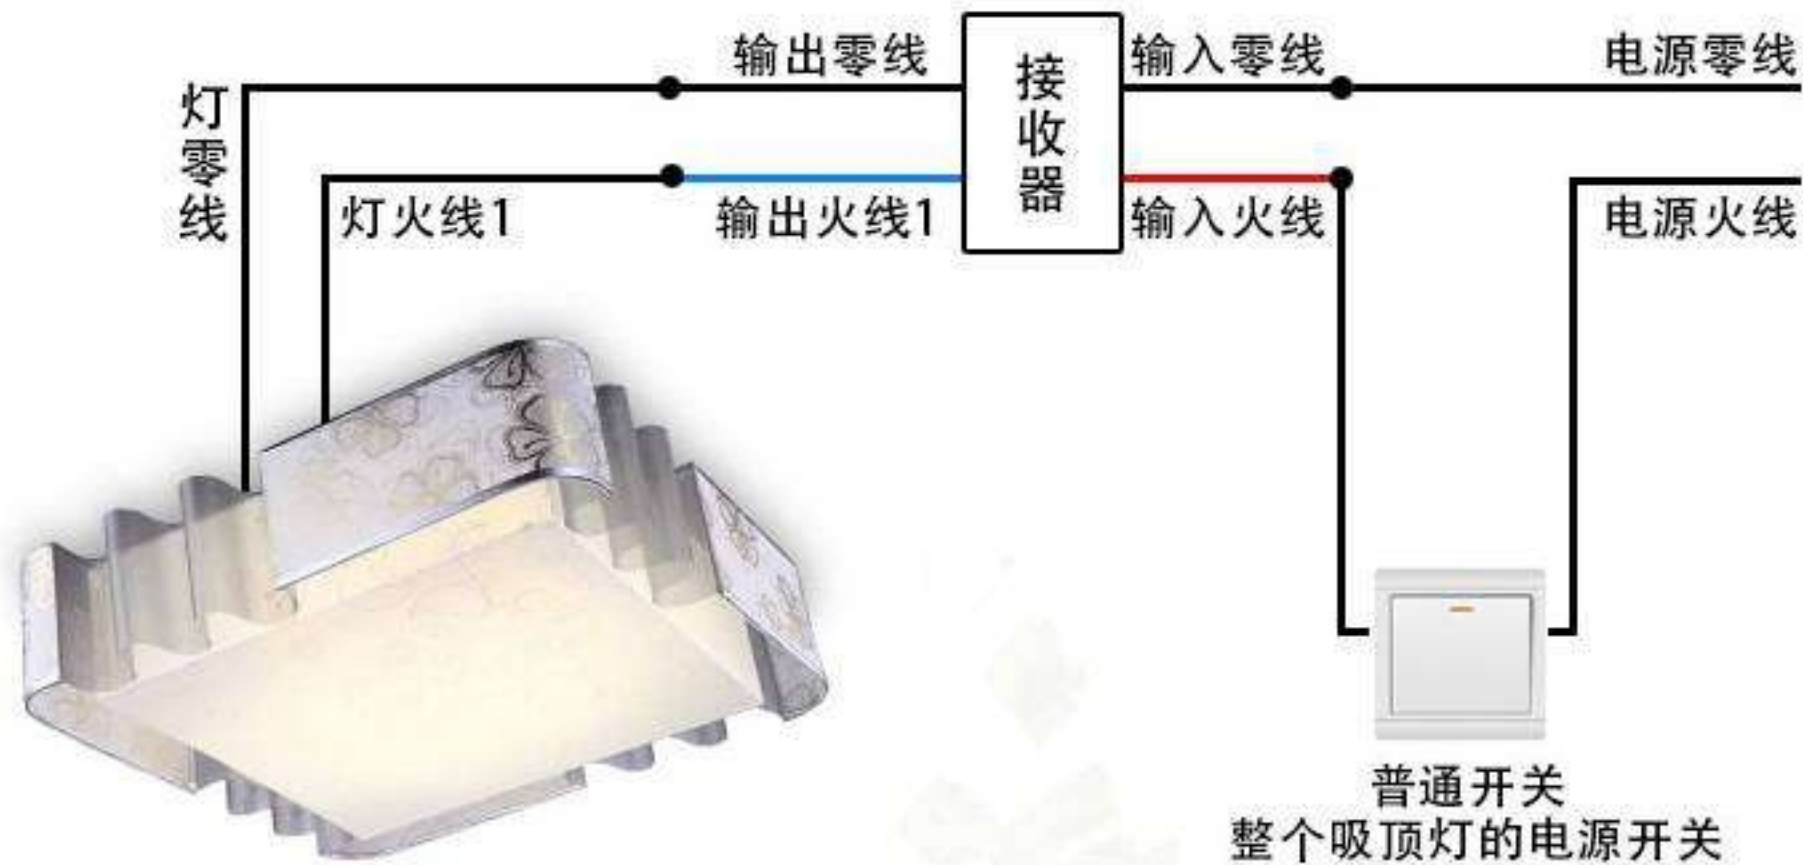 输出零线
接收器
输入零线
电源零线
灯零线
灯火线1
输出火线1
输入火线
电源火线
普通开关
整个吸顶灯的电源开关